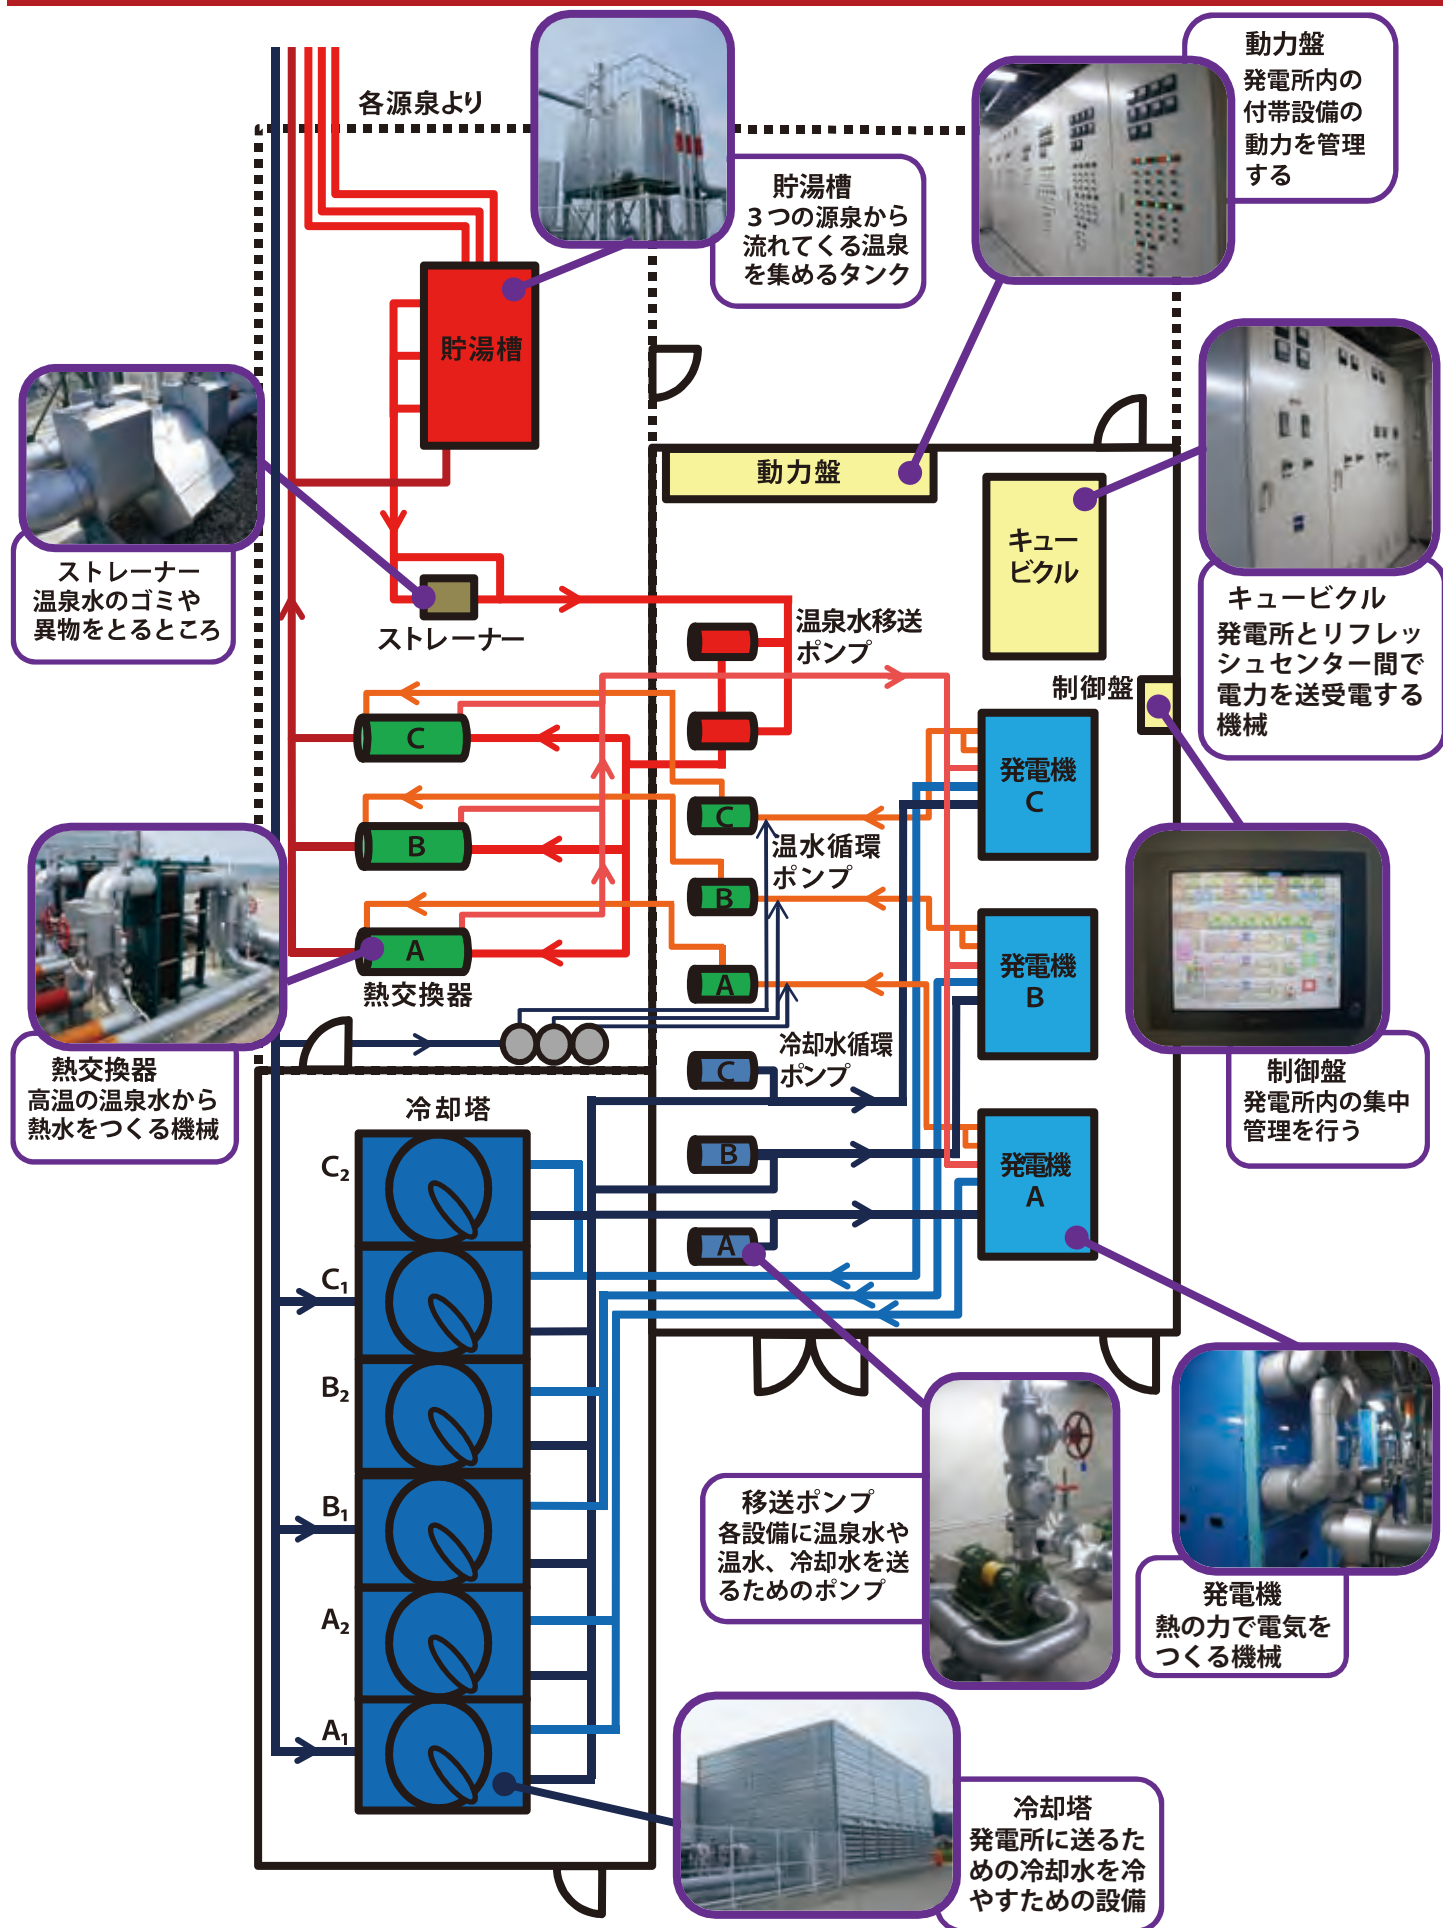 動力盤
発電所内の
付帯設備の
動力を管理
する
各源泉より
貯湯槽
３つの源泉から
流れてくる温泉
を集めるタンク
貯湯槽
動力盤
キュー
ビクル
ストレーナー
温泉水のゴミや
異物をとるところ
ストレーナー
温泉水移送
ポンプ
キュービクル
発電所とリフレッ
シュセンター間で
電力を送受電する
機械
制御盤
C
発電機
C
C
B
温水循環
ポンプ
B
A
発電機
B
A
熱交換器
冷却水循環
ポンプ
C
熱交換器
高温の温泉水から
熱水をつくる機械
制御盤
発電所内の集中
管理を行う
冷却塔
B
発電機
A
A
C2
C1
B2
B1
A2
A1
移送ポンプ
各設備に温泉水や
温水、冷却水を送
るためのポンプ
発電機
熱の力で電気を
つくる機械
冷却塔
発電所に送るた
めの冷却水を冷
やすための設備